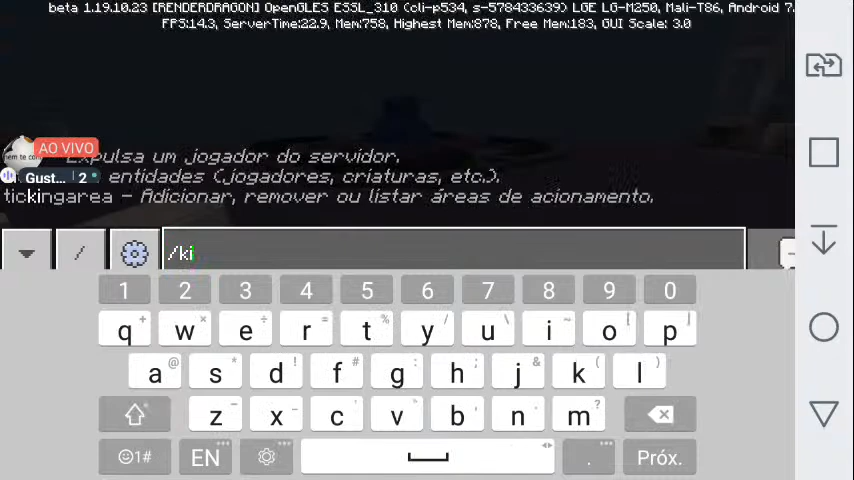 beta 1.19.10.23 [RENDERDRAGON] OpenGLES ESSL_310 (cli-p534, s-578433639) LGE LG-M250, Mali-T86, Android 7.
FPS:14.3, ServerTime:22.9, Mem:758, Highest Mem:878, Free Mem:183, GUI Scale: 3.0
AO VIVO
Expulsa um jogador do servidor.
Gust... 2
entidades (jogadores, criaturas, etc.).
tickingarea – Adicionar, remover ou listar áreas de acionamento.
/ /ki
1 2 3 4 5 6 7 8 9 0
q + w × e ÷ r = t % y / u \ i ~ o [ p ]
a @ s * d ! f # g : h ; j & k ( l )
z - x _ c " v - b ' n , m ?
☺1# EN . Próx.